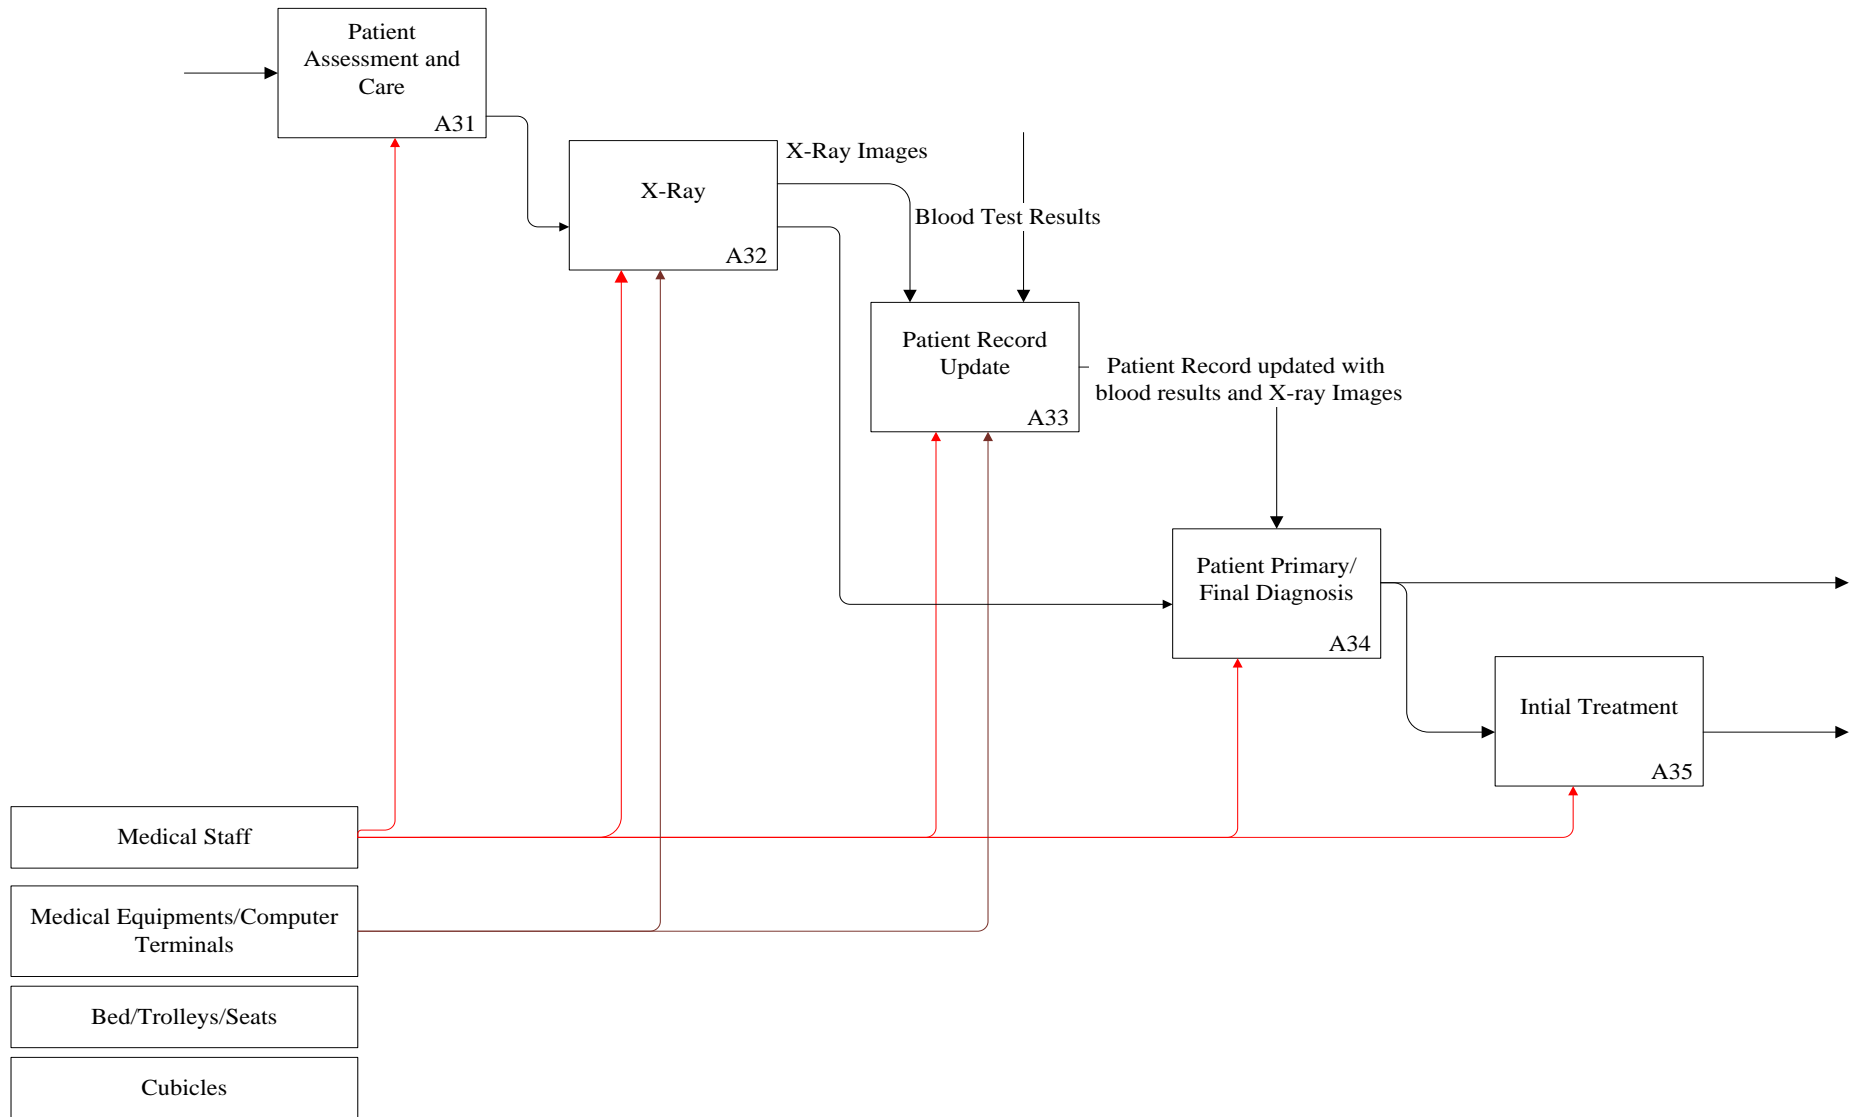 Patient
Assessment and
Care
A31
X-Ray
A32
X-Ray Images
Blood Test Results
Patient Record
Update
A33
Patient Record updated with
blood results and X-ray Images
Patient Primary/
Final Diagnosis
A34
Intial Treatment
A35
Medical Staff
Medical Equipments/Computer
Terminals
Bed/Trolleys/Seats
Cubicles